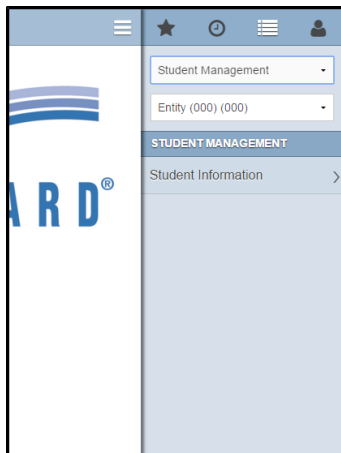 Student Management
Entity (000) (000)
STUDENT MANAGEMENT
Student Information
ARD®